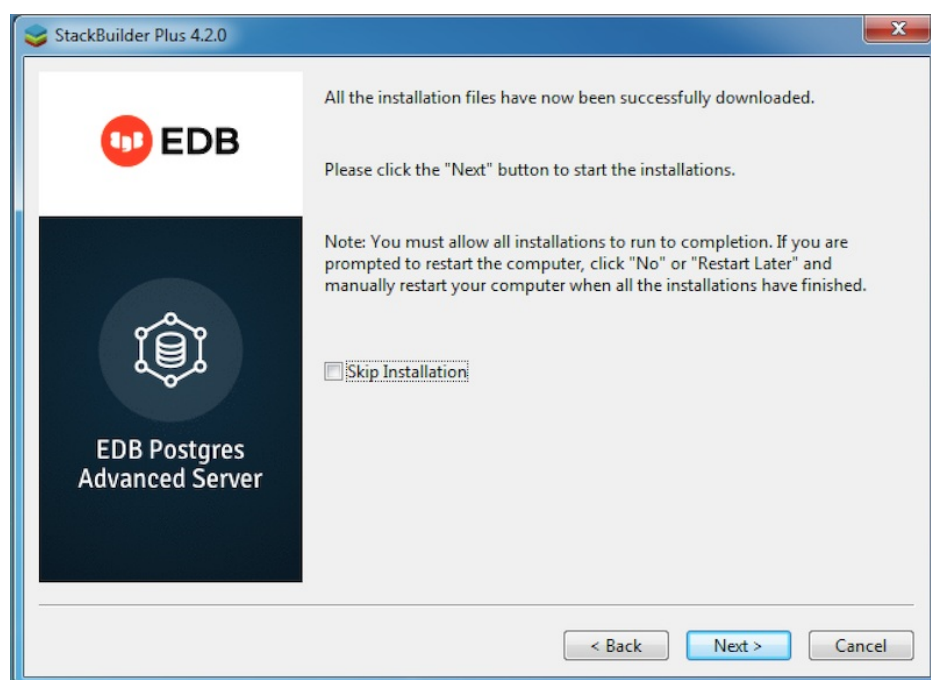 StackBuilder Plus 4.2.0
EDB
EDB Postgres
Advanced Server
All the installation files have now been successfully downloaded.
Please click the "Next" button to start the installations.
Note: You must allow all installations to run to completion. If you are
prompted to restart the computer, click "No" or "Restart Later" and
manually restart your computer when all the installations have finished.
Skip Installation
< Back Next > Cancel